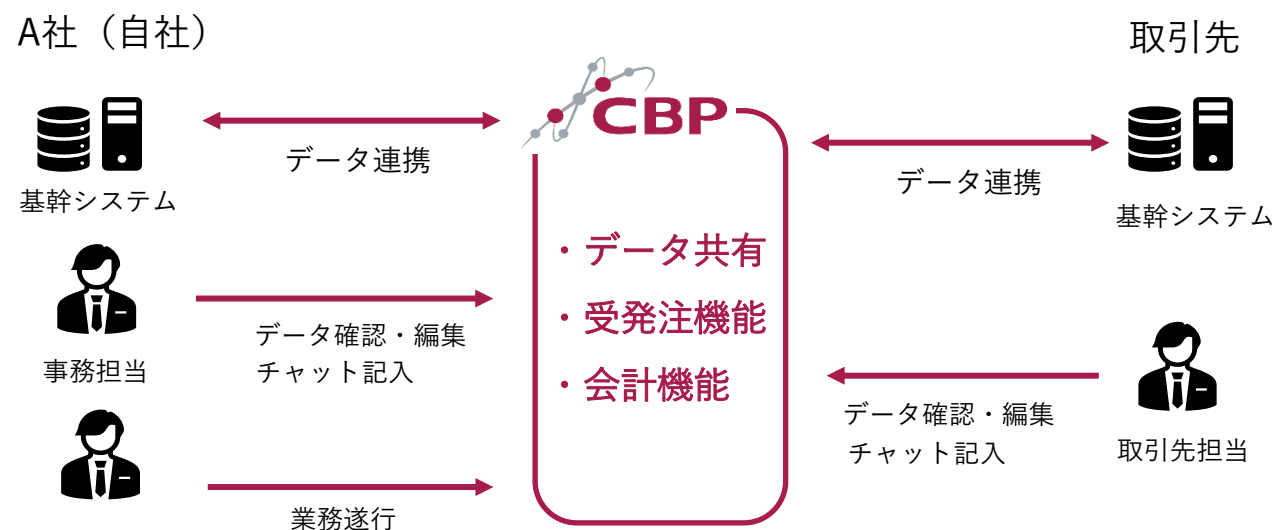 A社（自社）
取引先
CBP
データ連携
データ連携
基幹システム
基幹システム
・データ共有
・受発注機能
・会計機能
データ確認・編集
チャット記入
事務担当
データ確認・編集
チャット記入
取引先担当
業務遂行